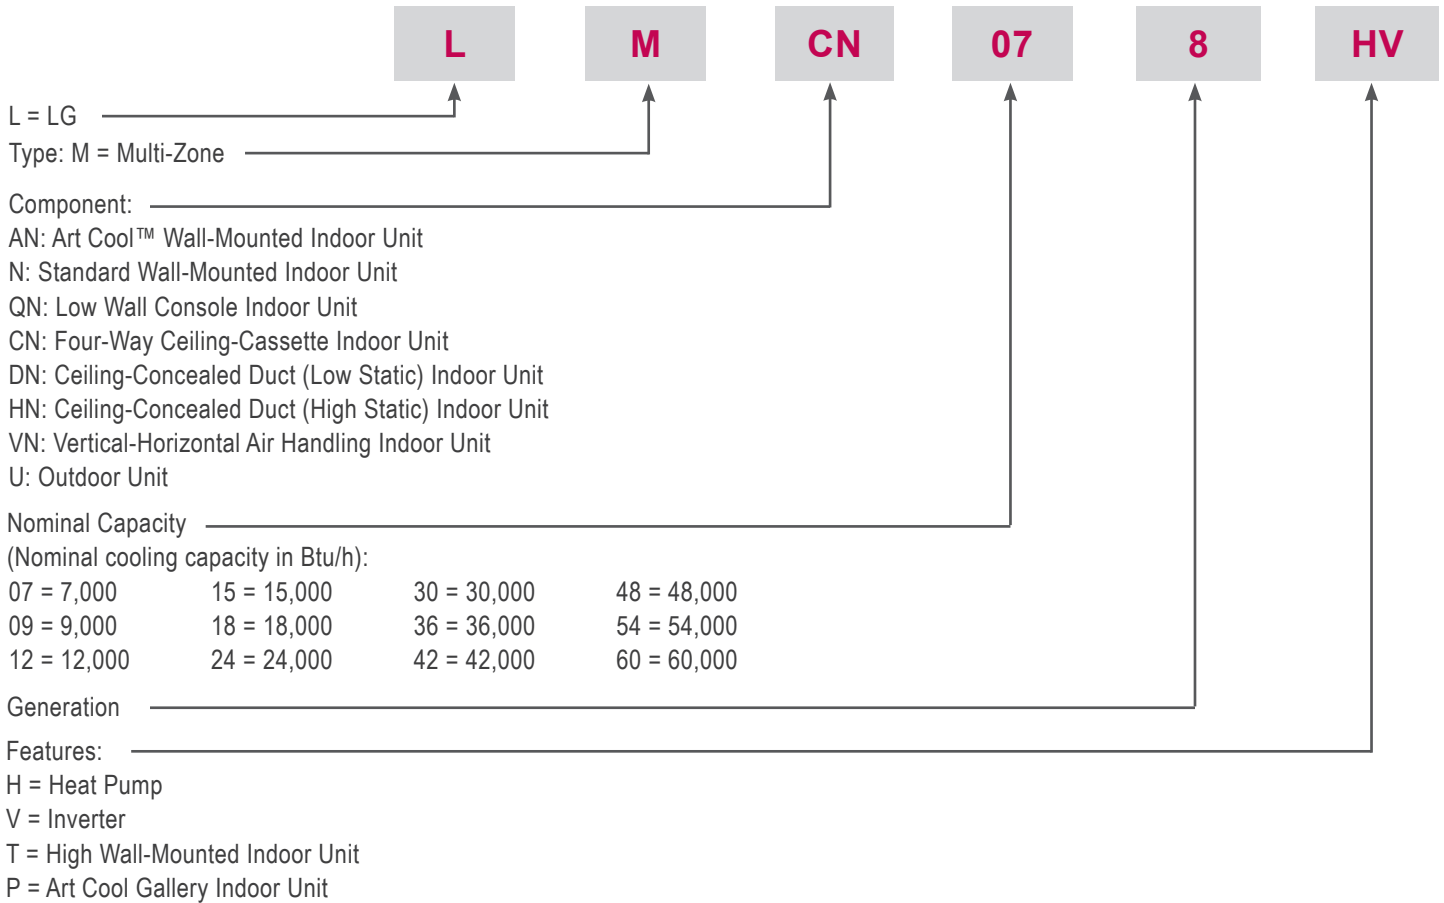 L M CN 07 8 HV
L = LG
Type: M = Multi-Zone
Component:
AN: Art Cool™ Wall-Mounted Indoor Unit
N: Standard Wall-Mounted Indoor Unit
QN: Low Wall Console Indoor Unit
CN: Four-Way Ceiling-Cassette Indoor Unit
DN: Ceiling-Concealed Duct (Low Static) Indoor Unit
HN: Ceiling-Concealed Duct (High Static) Indoor Unit
VN: Vertical-Horizontal Air Handling Indoor Unit
U: Outdoor Unit
Nominal Capacity
(Nominal cooling capacity in Btu/h):
07 = 7,000 15 = 15,000 30 = 30,000 48 = 48,000
09 = 9,000 18 = 18,000 36 = 36,000 54 = 54,000
12 = 12,000 24 = 24,000 42 = 42,000 60 = 60,000
Generation
Features:
H = Heat Pump
V = Inverter
T = High Wall-Mounted Indoor Unit
P = Art Cool Gallery Indoor Unit